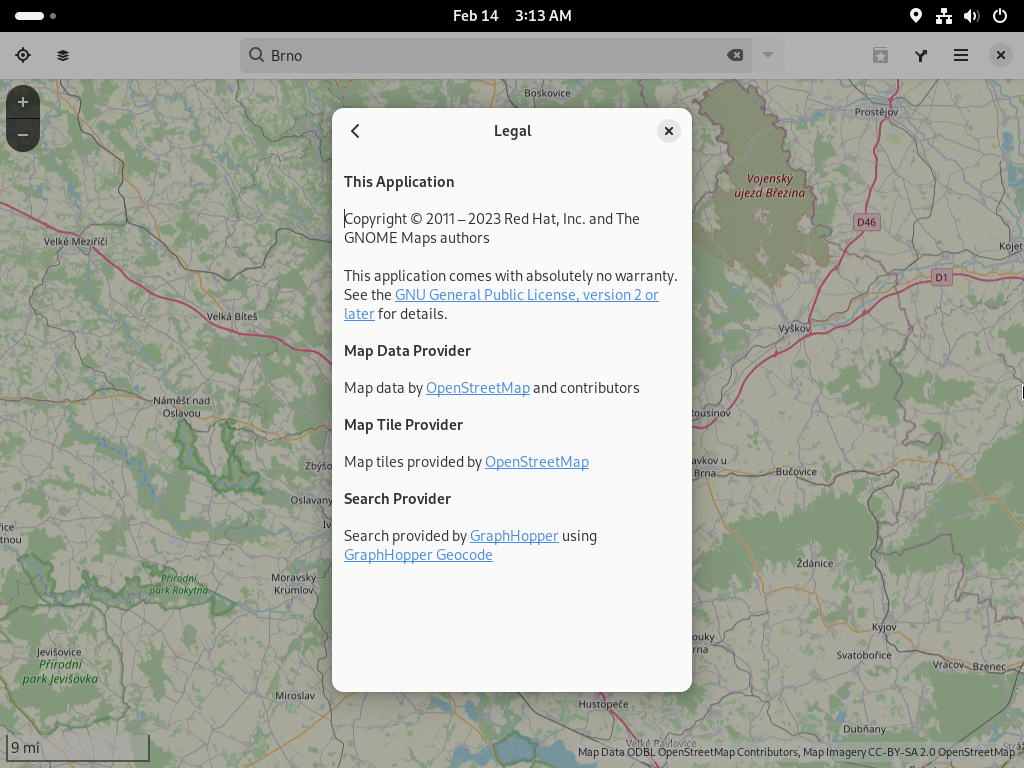 Feb 14 3:13 AM
Brno
Boskovice
Prostějov
Legal
This Application
Copyright © 2011 – 2023 Red Hat, Inc. and The
GNOME Maps authors
This application comes with absolutely no warranty.
See the GNU General Public License, version 2 or
later for details.
Map Data Provider
Map data by OpenStreetMap and contributors
Map Tile Provider
Map tiles provided by OpenStreetMap
Search Provider
Search provided by GraphHopper using
GraphHopper Geocode
Vojenský
újezd Březina
D46
Velké Meziříčí
Kojet
D1
Velká Bíteš
Vyškov
Náměšť nad
Oslavou
Rousínov
Zbýšo
avkov u
Brna
Bučovice
Oslavany
Iv
řice
tnou
Ždánice
Přírodní
park Rokytná
Moravský
Krumlov
Kyjov
ouky
rna
Jevišovice
Přírodní
park Jevišovka
Svatobořice
Vracov
Bzenec
Miroslav
Hustopeče
Dubňany
Velké Pavlovice
9 mi
Map Data ODBL OpenStreetMap Contributors, Map Imagery CC-BY-SA 2.0 OpenStreetMap